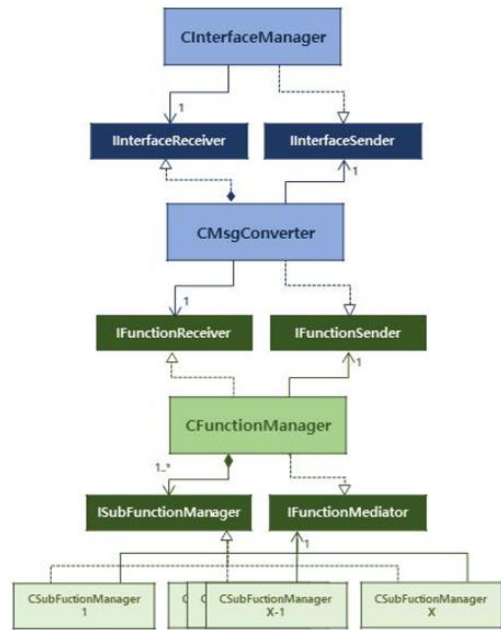 CInterfaceManager
1
IInterfaceReceiver
IInterfaceSender
1
CMsgConverter
1
IFunctionReceiver
IFunctionSender
1
CFunctionManager
1..*
ISubFunctionManager
IFunctionMediator
1
CSubFuctionManager
1
C
C
CSubFuctionManager
X-1
CSubFuctionManager
X